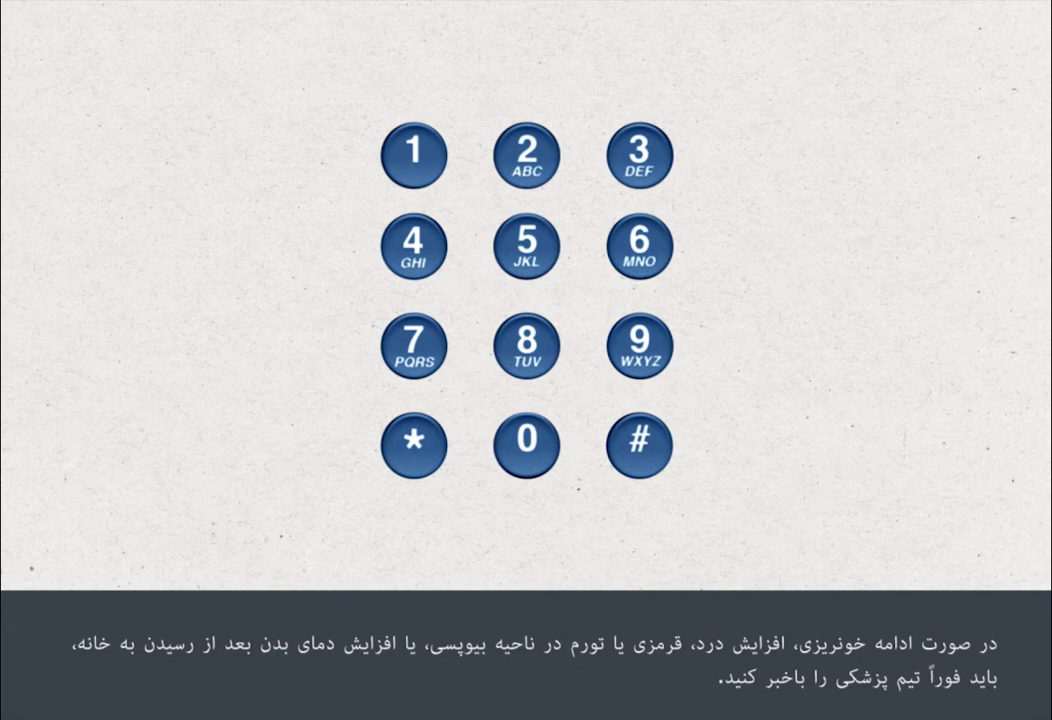 1
2
ABC
3
DEF
4
GHI
5
JKL
6
MNO
7
PQRS
8
TUV
9
WXYZ
*
0
#
در صورت ادامه خونریزی، افزایش درد، قرمزی یا تورم در ناحیه بیوپسی، یا افزایش دمای بدن بعد از رسیدن به خانه،
باید فوراً تیم پزشکی را باخبر کنید.